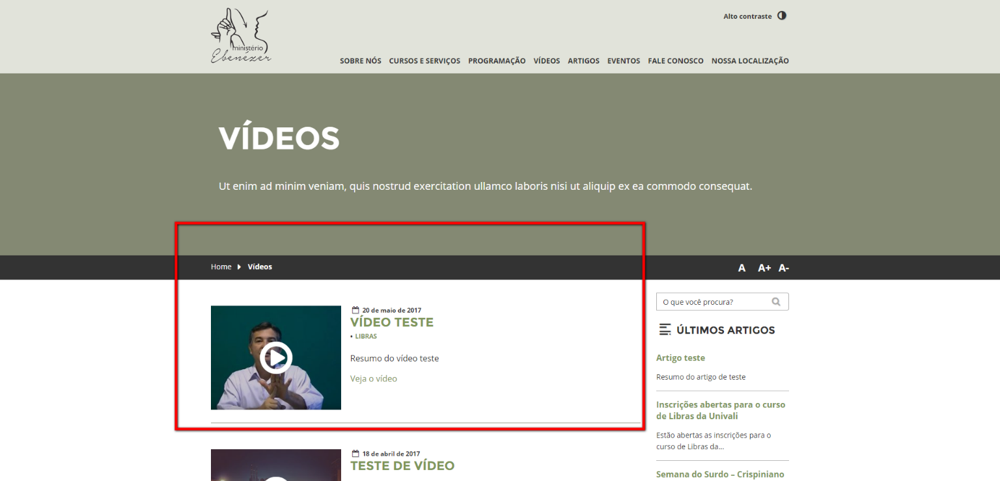 ministério
Ebenézer
Alto contraste
SOBRE NÓS CURSOS E SERVIÇOS PROGRAMAÇÃO VÍDEOS ARTIGOS EVENTOS FALE CONOSCO NOSSA LOCALIZAÇÃO
VÍDEOS
Ut enim ad minim veniam, quis nostrud exercitation ullamco laboris nisi ut aliquip ex ea commodo consequat.
Home Vídeos
A A+ A-
20 de maio de 2017
VÍDEO TESTE
• LIBRAS
Resumo do vídeo teste
Veja o vídeo
18 de abril de 2017
TESTE DE VÍDEO
O que você procura?
ÚLTIMOS ARTIGOS
Artigo teste
Resumo do artigo de teste
Inscrições abertas para o curso
de Libras da Univali
Estão abertas as inscrições para o
curso de Libras da...
Semana do Surdo – Crispiniano